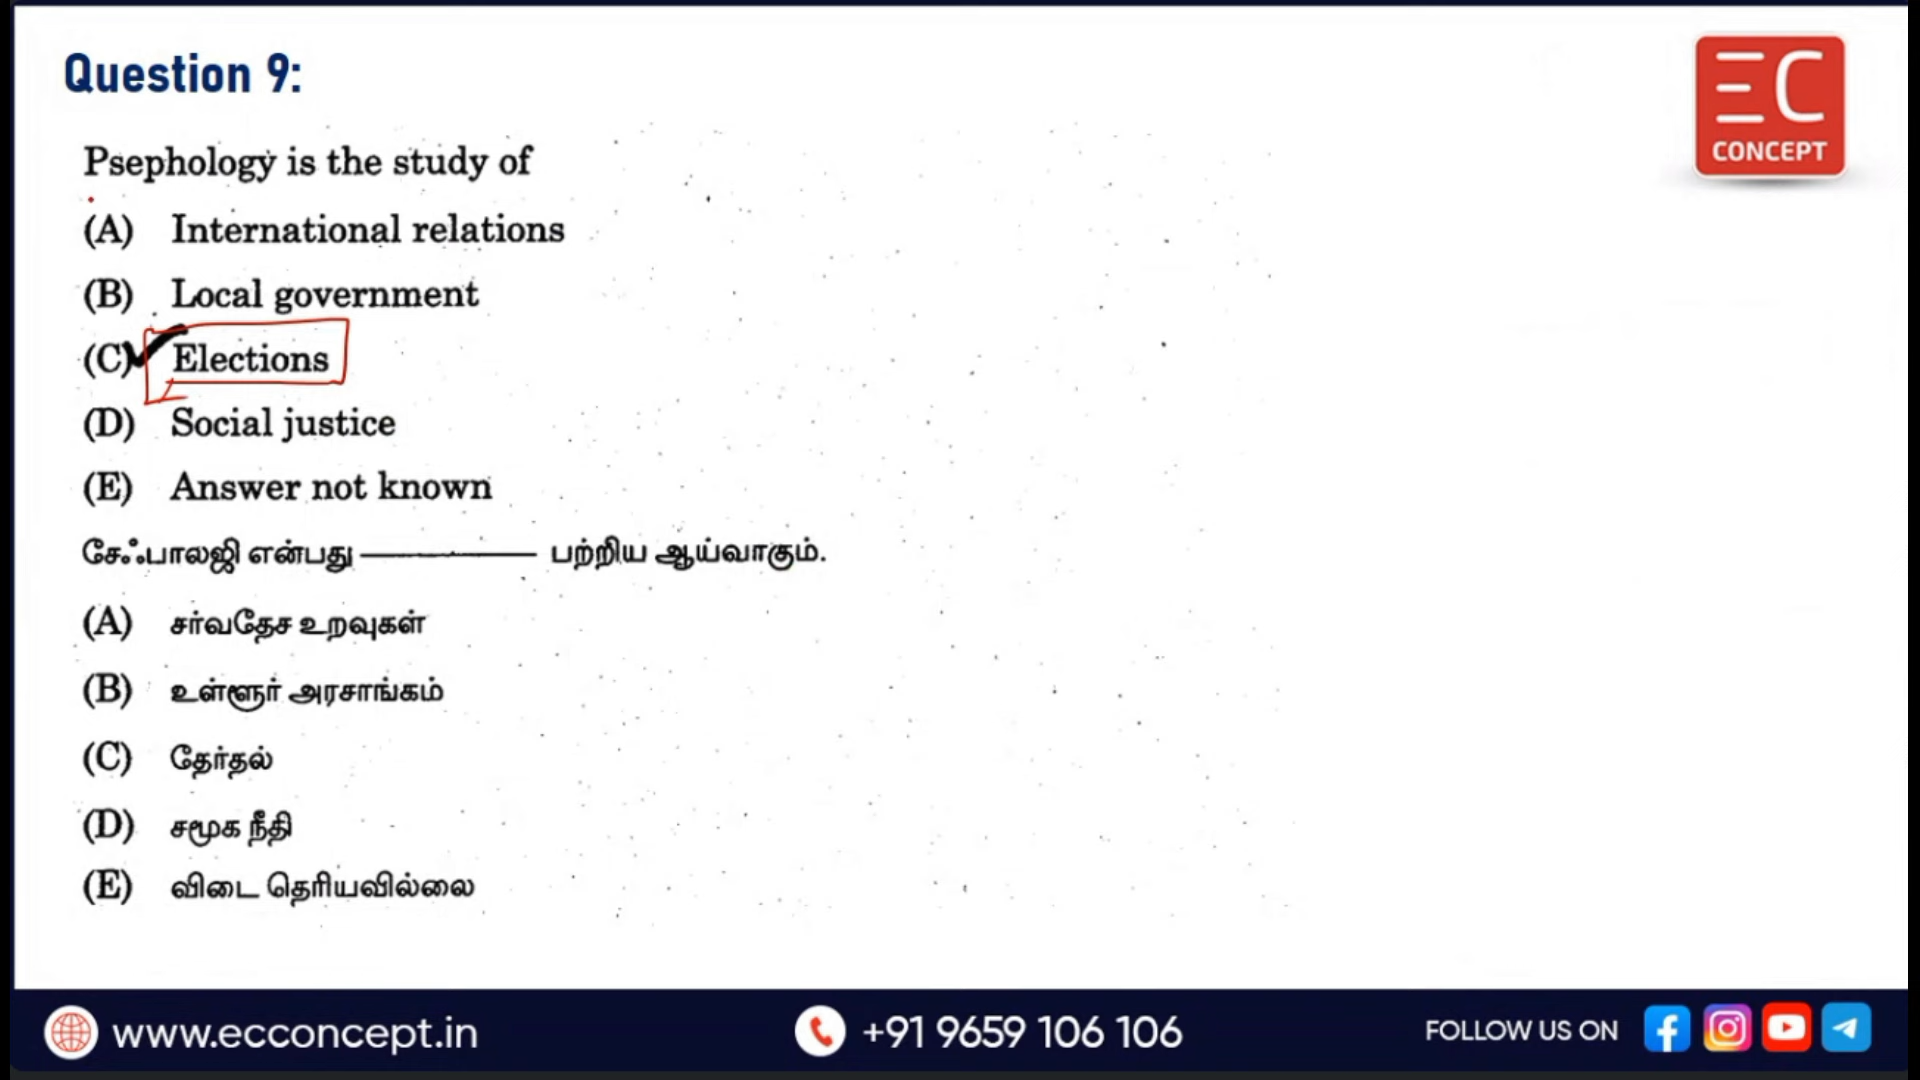 Question 9:
EC
CONCEPT
Psephology is the study of
(A) International relations
(B) Local government
(C) Elections
(D) Social justice
(E) Answer not known
சேஃபாலஜி என்பது ———— பற்றிய ஆய்வாகும்.
(A) சர்வதேச உறவுகள்
(B) உள்ளூர் அரசாங்கம்
(C) தேர்தல்
(D) சமூக நீதி
(E) விடை தெரியவில்லை
www.ecconcept.in
+91 9659 106 106
FOLLOW US ON